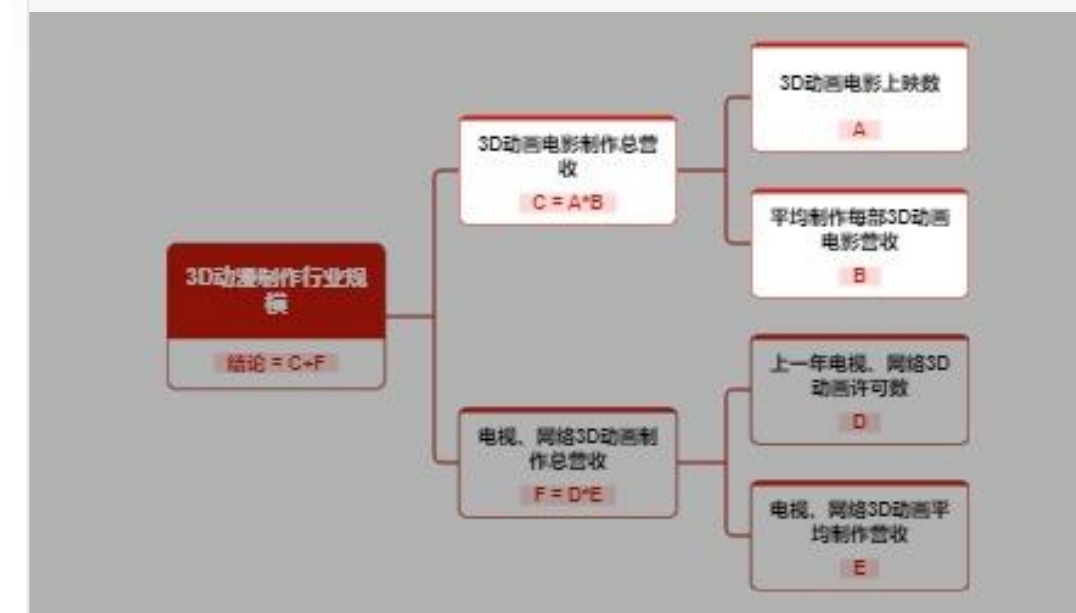 3D动漫制作行业规
模
结论 = C+F
3D动画电影制作总营
收
C = A*B
3D动画电影上映数
A
平均制作每部3D动画
电影营收
B
电视、网络3D动画制
作总营收
F = D*E
上一年电视、网络3D
动画许可数
D
电视、网络3D动画平
均制作营收
E